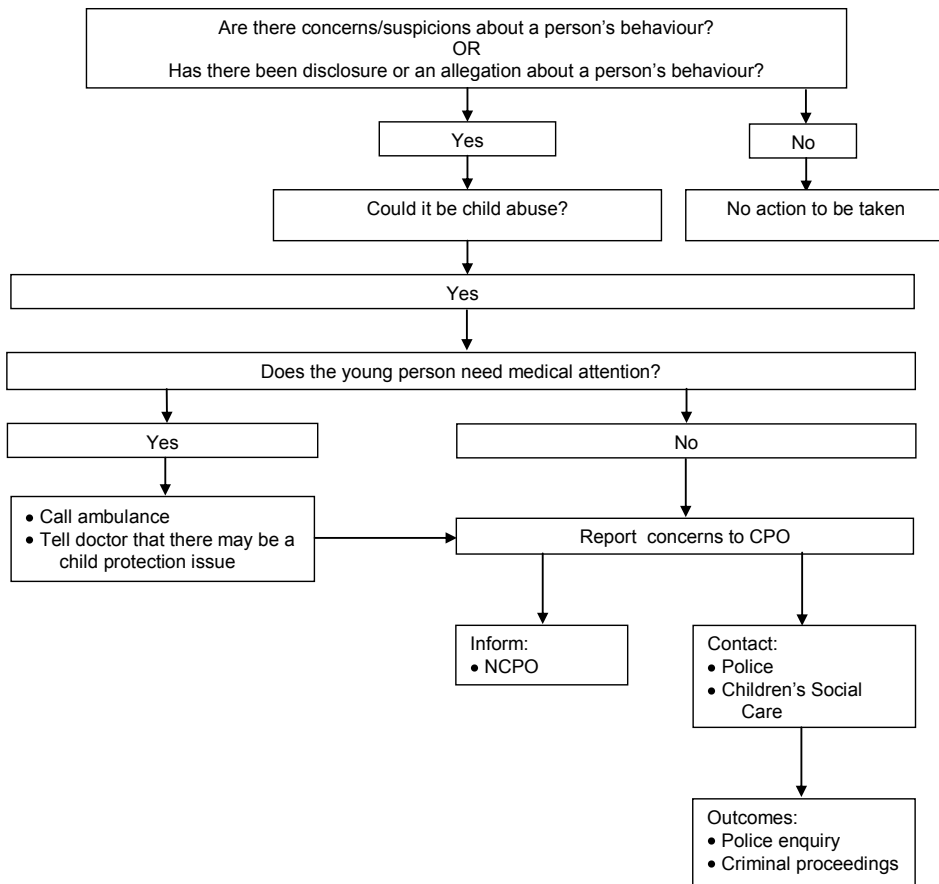 Are there concerns/suspicions about a person’s behaviour?
OR
Has there been disclosure or an allegation about a person’s behaviour?
Yes
No
Could it be child abuse?
No action to be taken
Yes
Does the young person need medical attention?
Yes
No
• Call ambulance
• Tell doctor that there may be a
child protection issue
Report concerns to CPO
Inform:
• NCPO
Contact:
• Police
• Children’s Social
Care
Outcomes:
• Police enquiry
• Criminal proceedings